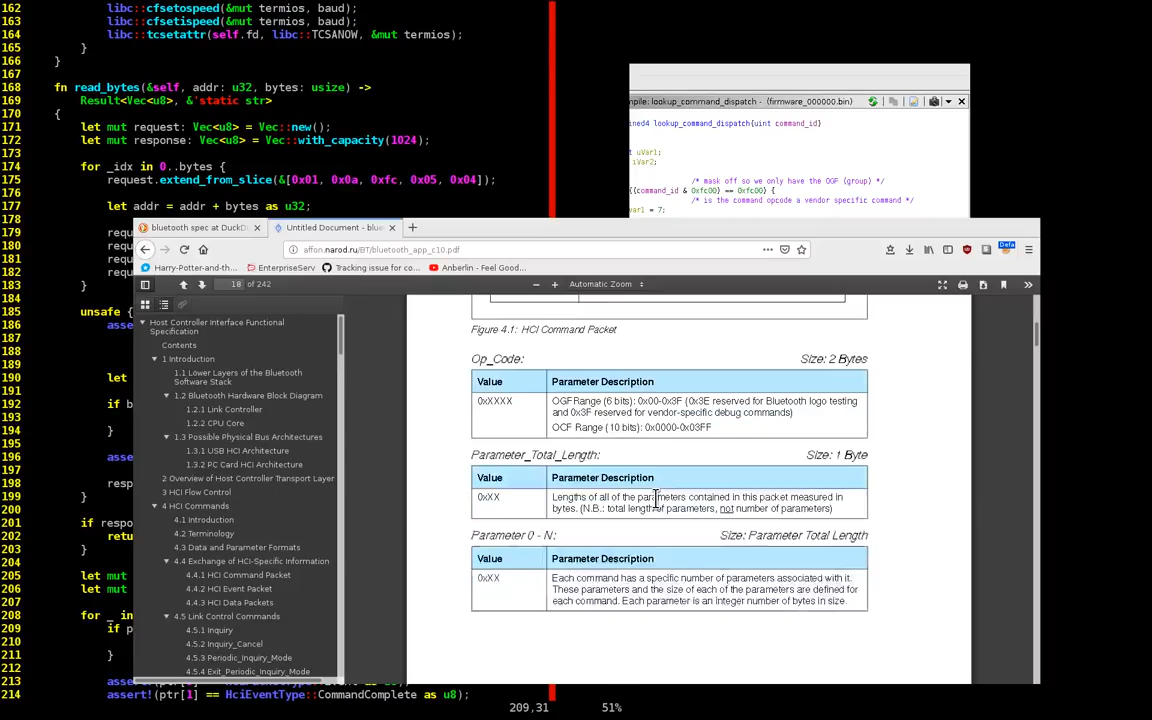 162 libc::cfsetospeed(&mut termios, baud);
163 libc::cfsetispeed(&mut termios, baud);
164 libc::tcsetattr(self.fd, libc::TCSANOW, &mut termios);
165 }
166 }
167
168 fn read_bytes(&self, addr: u32, bytes: usize) ->
169 Result<Vec<u8>, &'static str>
170 {
171 let mut request: Vec<u8> = Vec::new();
172 let mut response: Vec<u8> = Vec::with_capacity(1024);
173
174 for _idx in 0..bytes {
175 request.extend_from_slice(&[0x01, 0x0a, 0xfc, 0x05, 0x04]);
176
177 let addr = addr + bytes as u32;
178
179 requ
180 requ
181 requ
182 requ
183 }
184
185 unsafe {
186 asse
187
188
189
190 let
191
192 if b
193
194 }
195
196 asse
197
198 resp
199 }
200
201 if respo
202 retu
203 }
204
205 let mut
206 let mut
207
208 for _ in
209 if p
210
211 }
212
213 asse
214 assert!(ptr[1] == HciEventType::CommandComplete as u8);
209,31 51%
pile: lookup_command_dispatch - (firmware_000000.bin)
ined4 lookup_command_dispatch(uint command_id)
t uVar1;
iVar2;
/* mask off so we only have the OGF (group) */
((command_id & 0xfc00) == 0xfc00) {
/* is the command opcode a vendor specific command */
var1 = 7;
bluetooth spec at DuckD
Untitled Document - blue
affon.narod.ru/BT/bluetooth_app_c10.pdf
Defa
Harry-Potter-and-th...
EnterpriseServ
Tracking issue for co...
Anberlin - Feel Good...
18 of 242
Automatic Zoom
Host Controller Interface Functional
Specification
Contents
1 Introduction
1.1 Lower Layers of the Bluetooth
Software Stack
1.2 Bluetooth Hardware Block Diagram
1.2.1 Link Controller
1.2.2 CPU Core
1.3 Possible Physical Bus Architectures
1.3.1 USB HCI Architecture
1.3.2 PC Card HCI Architecture
2 Overview of Host Controller Transport Layer
3 HCI Flow Control
4 HCI Commands
4.1 Introduction
4.2 Terminology
4.3 Data and Parameter Formats
4.4 Exchange of HCI-Specific Information
4.4.1 HCI Command Packet
4.4.2 HCI Event Packet
4.4.3 HCI Data Packets
4.5 Link Control Commands
4.5.1 Inquiry
4.5.2 Inquiry_Cancel
4.5.3 Periodic_Inquiry_Mode
4.5.4 Exit_Periodic_Inquiry_Mode
Figure 4.1: HCI Command Packet
Op_Code: Size: 2 Bytes
Value Parameter Description
0xXXXX OGF Range (6 bits): 0x00-0x3F (0x3E reserved for Bluetooth logo testing
and 0x3F reserved for vendor-specific debug commands)
OCF Range (10 bits): 0x0000-0x03FF
Parameter_Total_Length: Size: 1 Byte
Value Parameter Description
0xXX Lengths of all of the parameters contained in this packet measured in
bytes. (N.B.: total length of parameters, not number of parameters)
Parameter 0 - N: Size: Parameter Total Length
Value Parameter Description
0xXX Each command has a specific number of parameters associated with it.
These parameters and the size of each of the parameters are defined for
each command. Each parameter is an integer number of bytes in size.